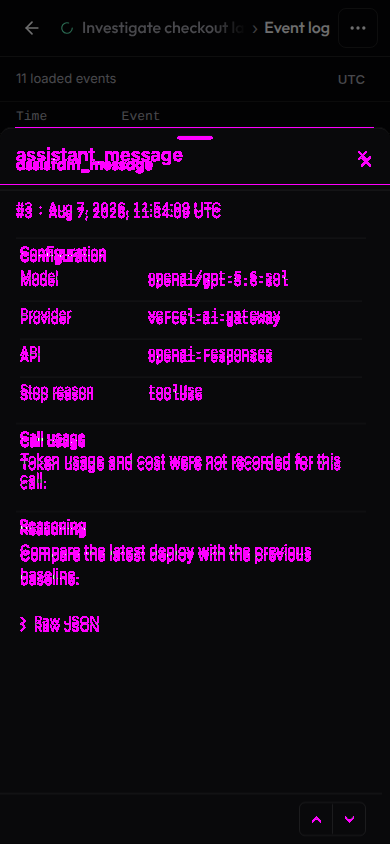 Investigate checkout lo › Event log
11 loaded events UTC
Time Event
assistant_message
#3 · Aug 7, 2026, 11:54:09 UTC
Configuration
Model openai/gpt-5.6-sol
Provider vercel-ai-gateway
API openai-responses
Stop reason toolUse
Call usage
Token usage and cost were not recorded for this
call.
Reasoning
Compare the latest deploy with the previous
baseline.
Raw JSON